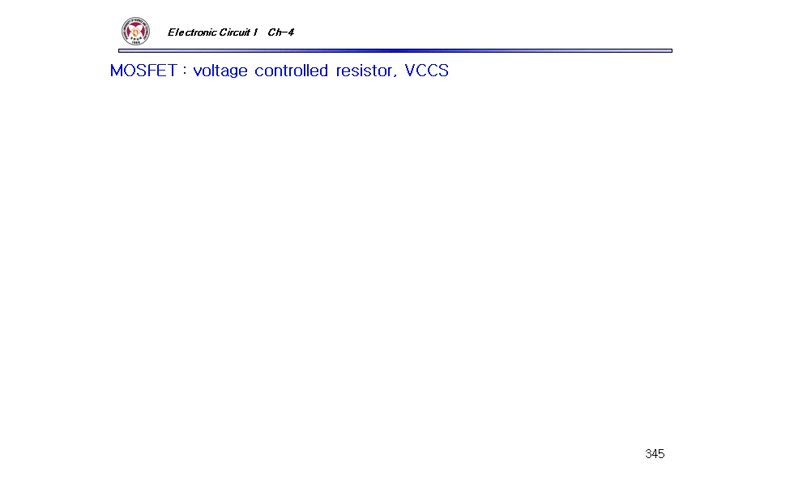 Electronic Circuit 1 Ch-4
MOSFET : voltage controlled resistor, VCCS
345